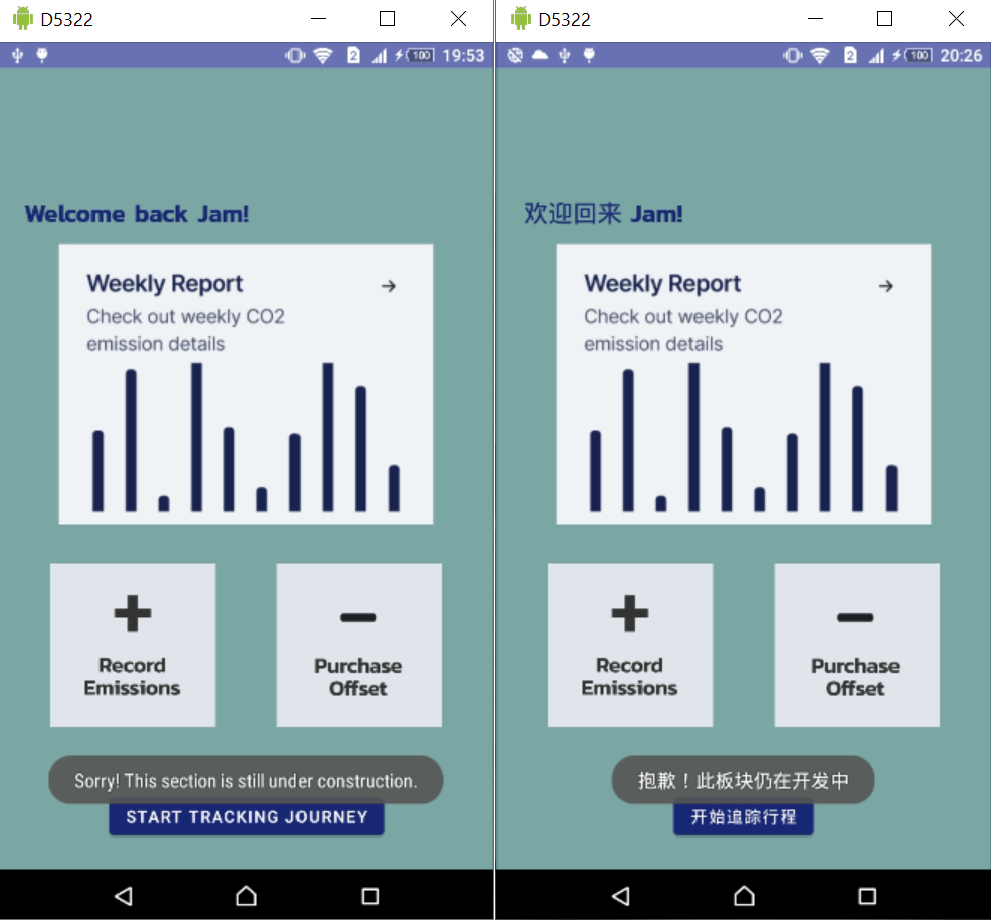 D5322
2
100
19:53
Welcome back Jam!
Weekly Report
Check out weekly CO2
emission details
Record
Emissions
Purchase
Offset
Sorry! This section is still under construction.
START TRACKING JOURNEY
D5322
2
100
20:26
欢迎回来 Jam!
Weekly Report
Check out weekly CO2
emission details
Record
Emissions
Purchase
Offset
抱歉！此板块仍在开发中
开始追踪行程